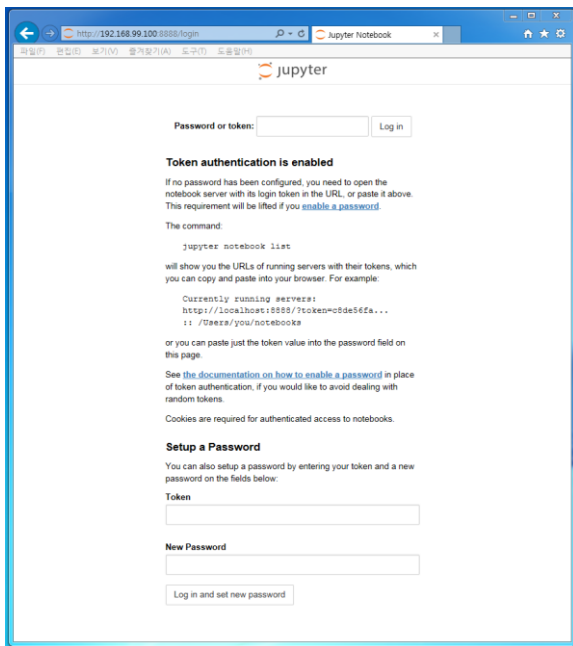 http://192.168.99.100:8888/login
Jupyter Notebook
파일(F) 편집(E) 보기(V) 즐겨찾기(A) 도구(T) 도움말(H)
jupyter
Password or token:
Log in
Token authentication is enabled
If no password has been configured, you need to open the
notebook server with its login token in the URL, or paste it above.
This requirement will be lifted if you enable a password.
The command:
jupyter notebook list
will show you the URLs of running servers with their tokens, which
you can copy and paste into your browser. For example:
Currently running servers:
http://localhost:8888/?token=c8de56fa...
:: /Users/you/notebooks
or you can paste just the token value into the password field on
this page.
See the documentation on how to enable a password in place
of token authentication, if you would like to avoid dealing with
random tokens.
Cookies are required for authenticated access to notebooks.
Setup a Password
You can also setup a password by entering your token and a new
password on the fields below:
Token
New Password
Log in and set new password